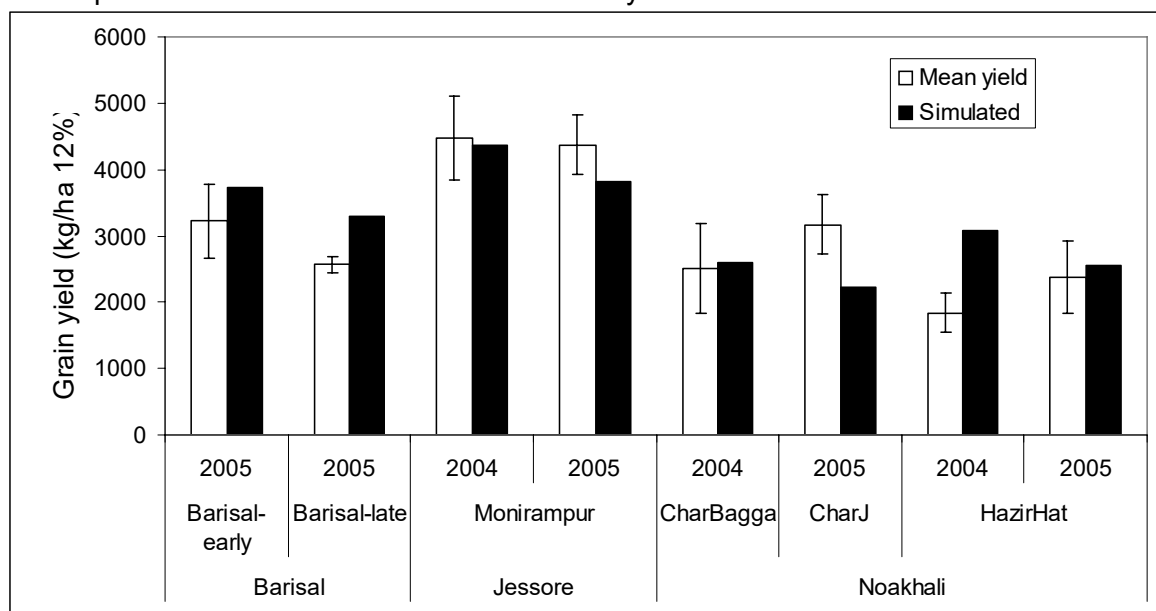 6000
Mean yield
5000
Simulated
4000
3000
2000
1000
0
Grain yield (kg/ha 12%)
2005 2005 2004 2005 2004 2005 2004 2005
Barisal- Barisal-late Monirampur CharBagga CharJ HazirHat
early
Barisal Jessore Noakhali